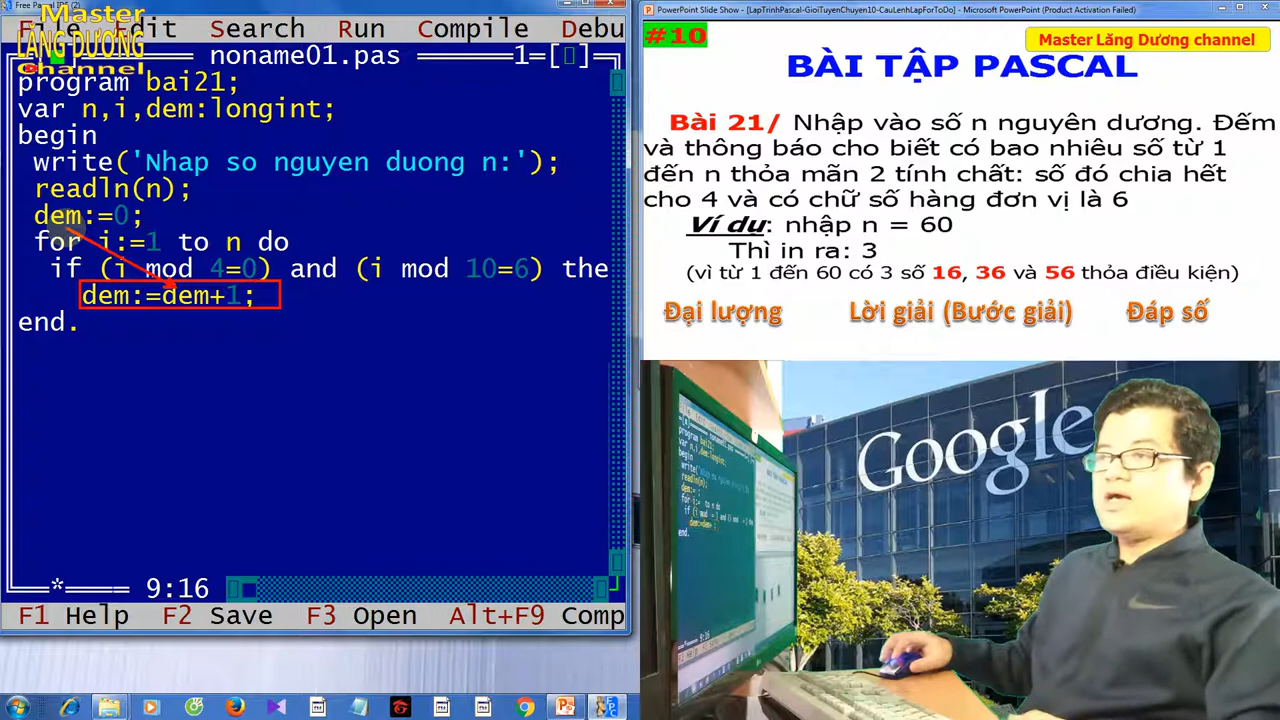 Free Pascal IDE (2)
Master
LĂNG DƯƠNG
Channel
File Edit Search Run Compile Debu
noname01.pas 1=[ ]
program bai21;
var n,i,dem:longint;
begin
write('Nhap so nguyen duong n:');
readln(n);
dem:=0;
for i:=1 to n do
if (i mod 4=0) and (i mod 10=6) the
dem:=dem+1;
end.
* 9:16
F1 Help F2 Save F3 Open Alt+F9 Comp
PowerPoint Slide Show - [LapTrinhPascal-GioiTuyenChuyen10-CauLenhLapForToDo] - Microsoft PowerPoint (Product Activation Failed)
#10
Master Lăng Dương channel
BÀI TẬP PASCAL
Bài 21/ Nhập vào số n nguyên dương. Đếm
và thông báo cho biết có bao nhiêu số từ 1
đến n thỏa mãn 2 tính chất: số đó chia hết
cho 4 và có chữ số hàng đơn vị là 6
Ví dụ: nhập n = 60
Thì in ra: 3
(vì từ 1 đến 60 có 3 số 16, 36 và 56 thỏa điều kiện)
Đại lượng Lời giải (Bước giải) Đáp số
Google